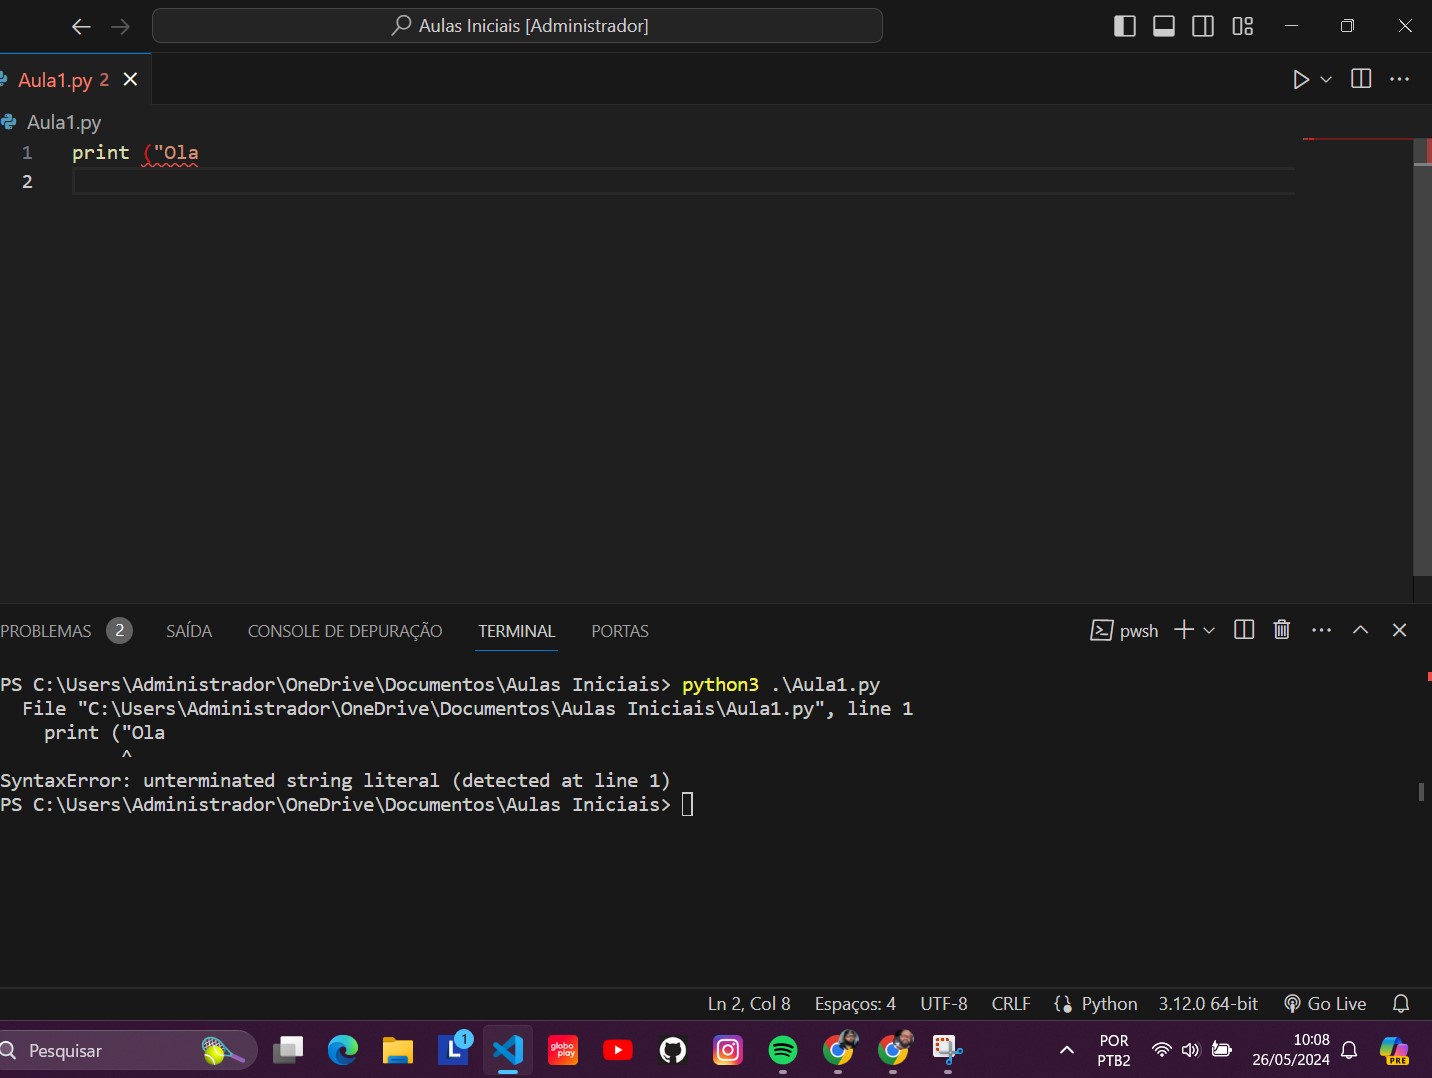 Aulas Iniciais [Administrador]
Aula1.py 2
Aula1.py
1 print ("Ola
2
PROBLEMAS 2 SAÍDA CONSOLE DE DEPURAÇÃO TERMINAL PORTAS pwsh
PS C:\Users\Administrador\OneDrive\Documentos\Aulas Iniciais> python3 .\Aula1.py
File "C:\Users\Administrador\OneDrive\Documentos\Aulas Iniciais\Aula1.py", line 1
print ("Ola
^
SyntaxError: unterminated string literal (detected at line 1)
PS C:\Users\Administrador\OneDrive\Documentos\Aulas Iniciais>
Ln 2, Col 8 Espaços: 4 UTF-8 CRLF Python 3.12.0 64-bit Go Live
Pesquisar L 1 globo play POR 10:08
PTB2 26/05/2024 PRE